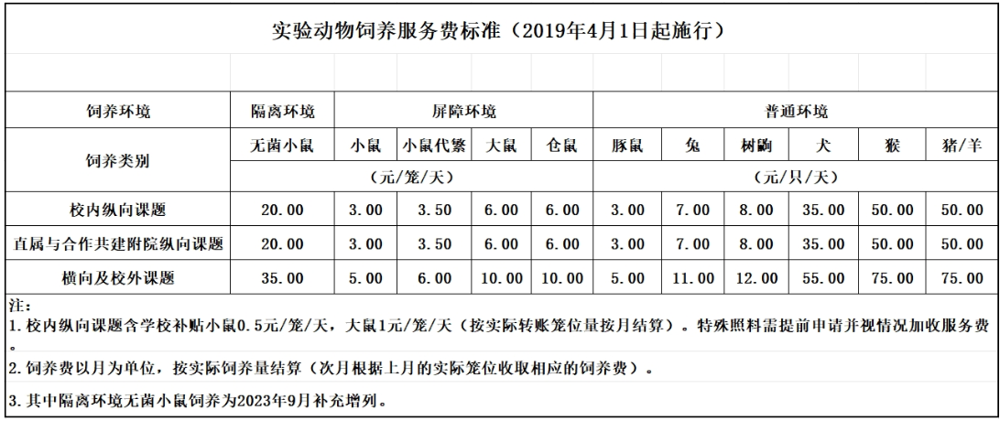 实验动物饲养服务费标准（2019年4月1日起施行）
饲养环境 隔离环境 屏障环境 普通环境
饲养类别 无菌小鼠 小鼠 小鼠代繁 大鼠 仓鼠 豚鼠 兔 树鼩 犬 猴 猪/羊
（元/笼/天） （元/只/天）
校内纵向课题 20.00 3.00 3.50 6.00 6.00 3.00 7.00 8.00 35.00 50.00 50.00
直属与合作共建附院纵向课题 20.00 3.00 3.50 6.00 6.00 3.00 7.00 8.00 35.00 50.00 50.00
横向及校外课题 35.00 5.00 6.00 10.00 10.00 5.00 11.00 12.00 55.00 75.00 75.00
注：
1.校内纵向课题含学校补贴小鼠0.5元/笼/天，大鼠1元/笼/天（按实际转账笼位量按月结算）。特殊照料需提前申请并视情况加收服务费
。
2.饲养费以月为单位，按实际饲养量结算（次月根据上月的实际笼位收取相应的饲养费）。
3.其中隔离环境无菌小鼠饲养为2023年9月补充增列。